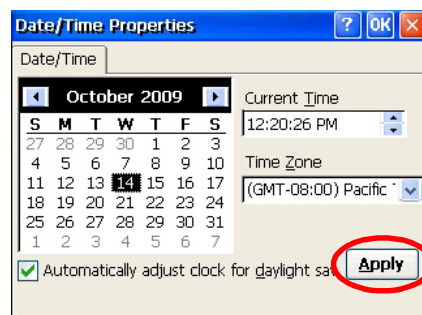 Date/Time Properties ? OK ×
Date/Time
October 2009
S M T W T F S
27 28 29 30 1 2 3
4 5 6 7 8 9 10
11 12 13 14 15 16 17
18 19 20 21 22 23 24
25 26 27 28 29 30 31
1 2 3 4 5 6 7
Current Time
12:20:26 PM
Time Zone
(GMT-08:00) Pacific
Automatically adjust clock for daylight sa
Apply